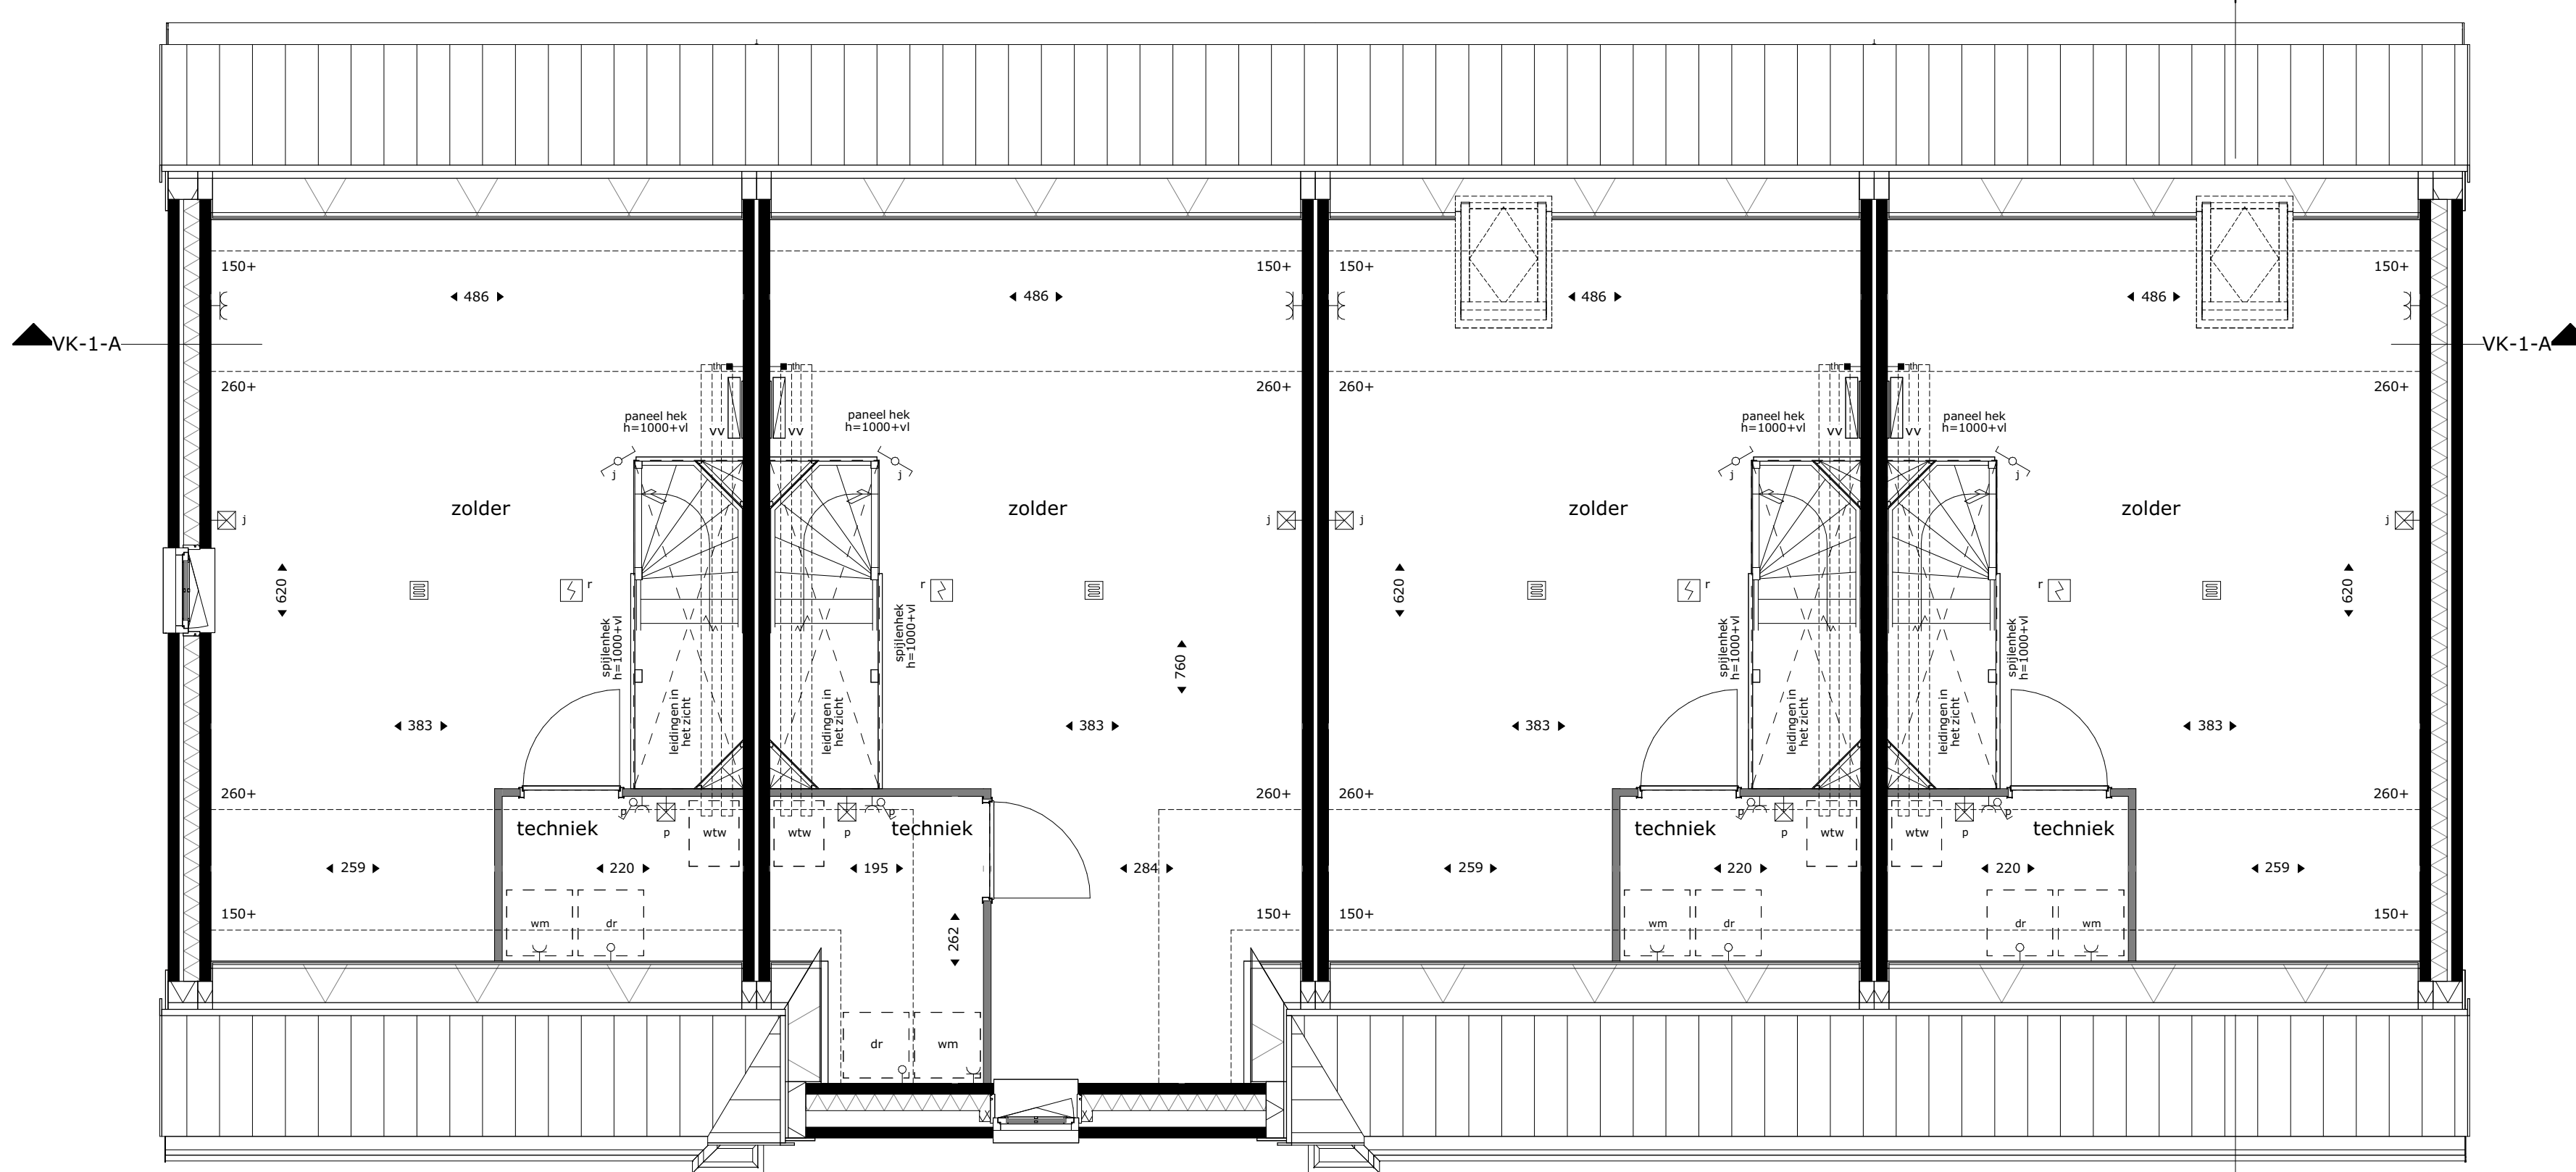 150+
150+
150+
150+
486
486
486
486
VK-1-A
VK-1-A
260+
260+
260+
260+
th
th
th
th
paneel hek
h=1000+vl
paneel hek
h=1000+vl
paneel hek
h=1000+vl
paneel hek
h=1000+vl
vv
vv
vv
vv
j
j
j
j
zolder
zolder
zolder
zolder
j
j
j
j
620
r
r
620
r
r
620
spijlenhek
h=1000+vl
spijlenhek
h=1000+vl
spijlenhek
h=1000+vl
spijlenhek
h=1000+vl
760
leidingen in
het zicht
leidingen in
het zicht
leidingen in
het zicht
leidingen in
het zicht
383
383
383
383
260+
260+
260+
260+
p
p
p
p
techniek
p
wtw
wtw
p
techniek
techniek
p
wtw
wtw
p
techniek
259
220
195
284
259
220
220
259
150+
150+
150+
150+
wm
dr
262
wm
dr
dr
wm
dr
wm